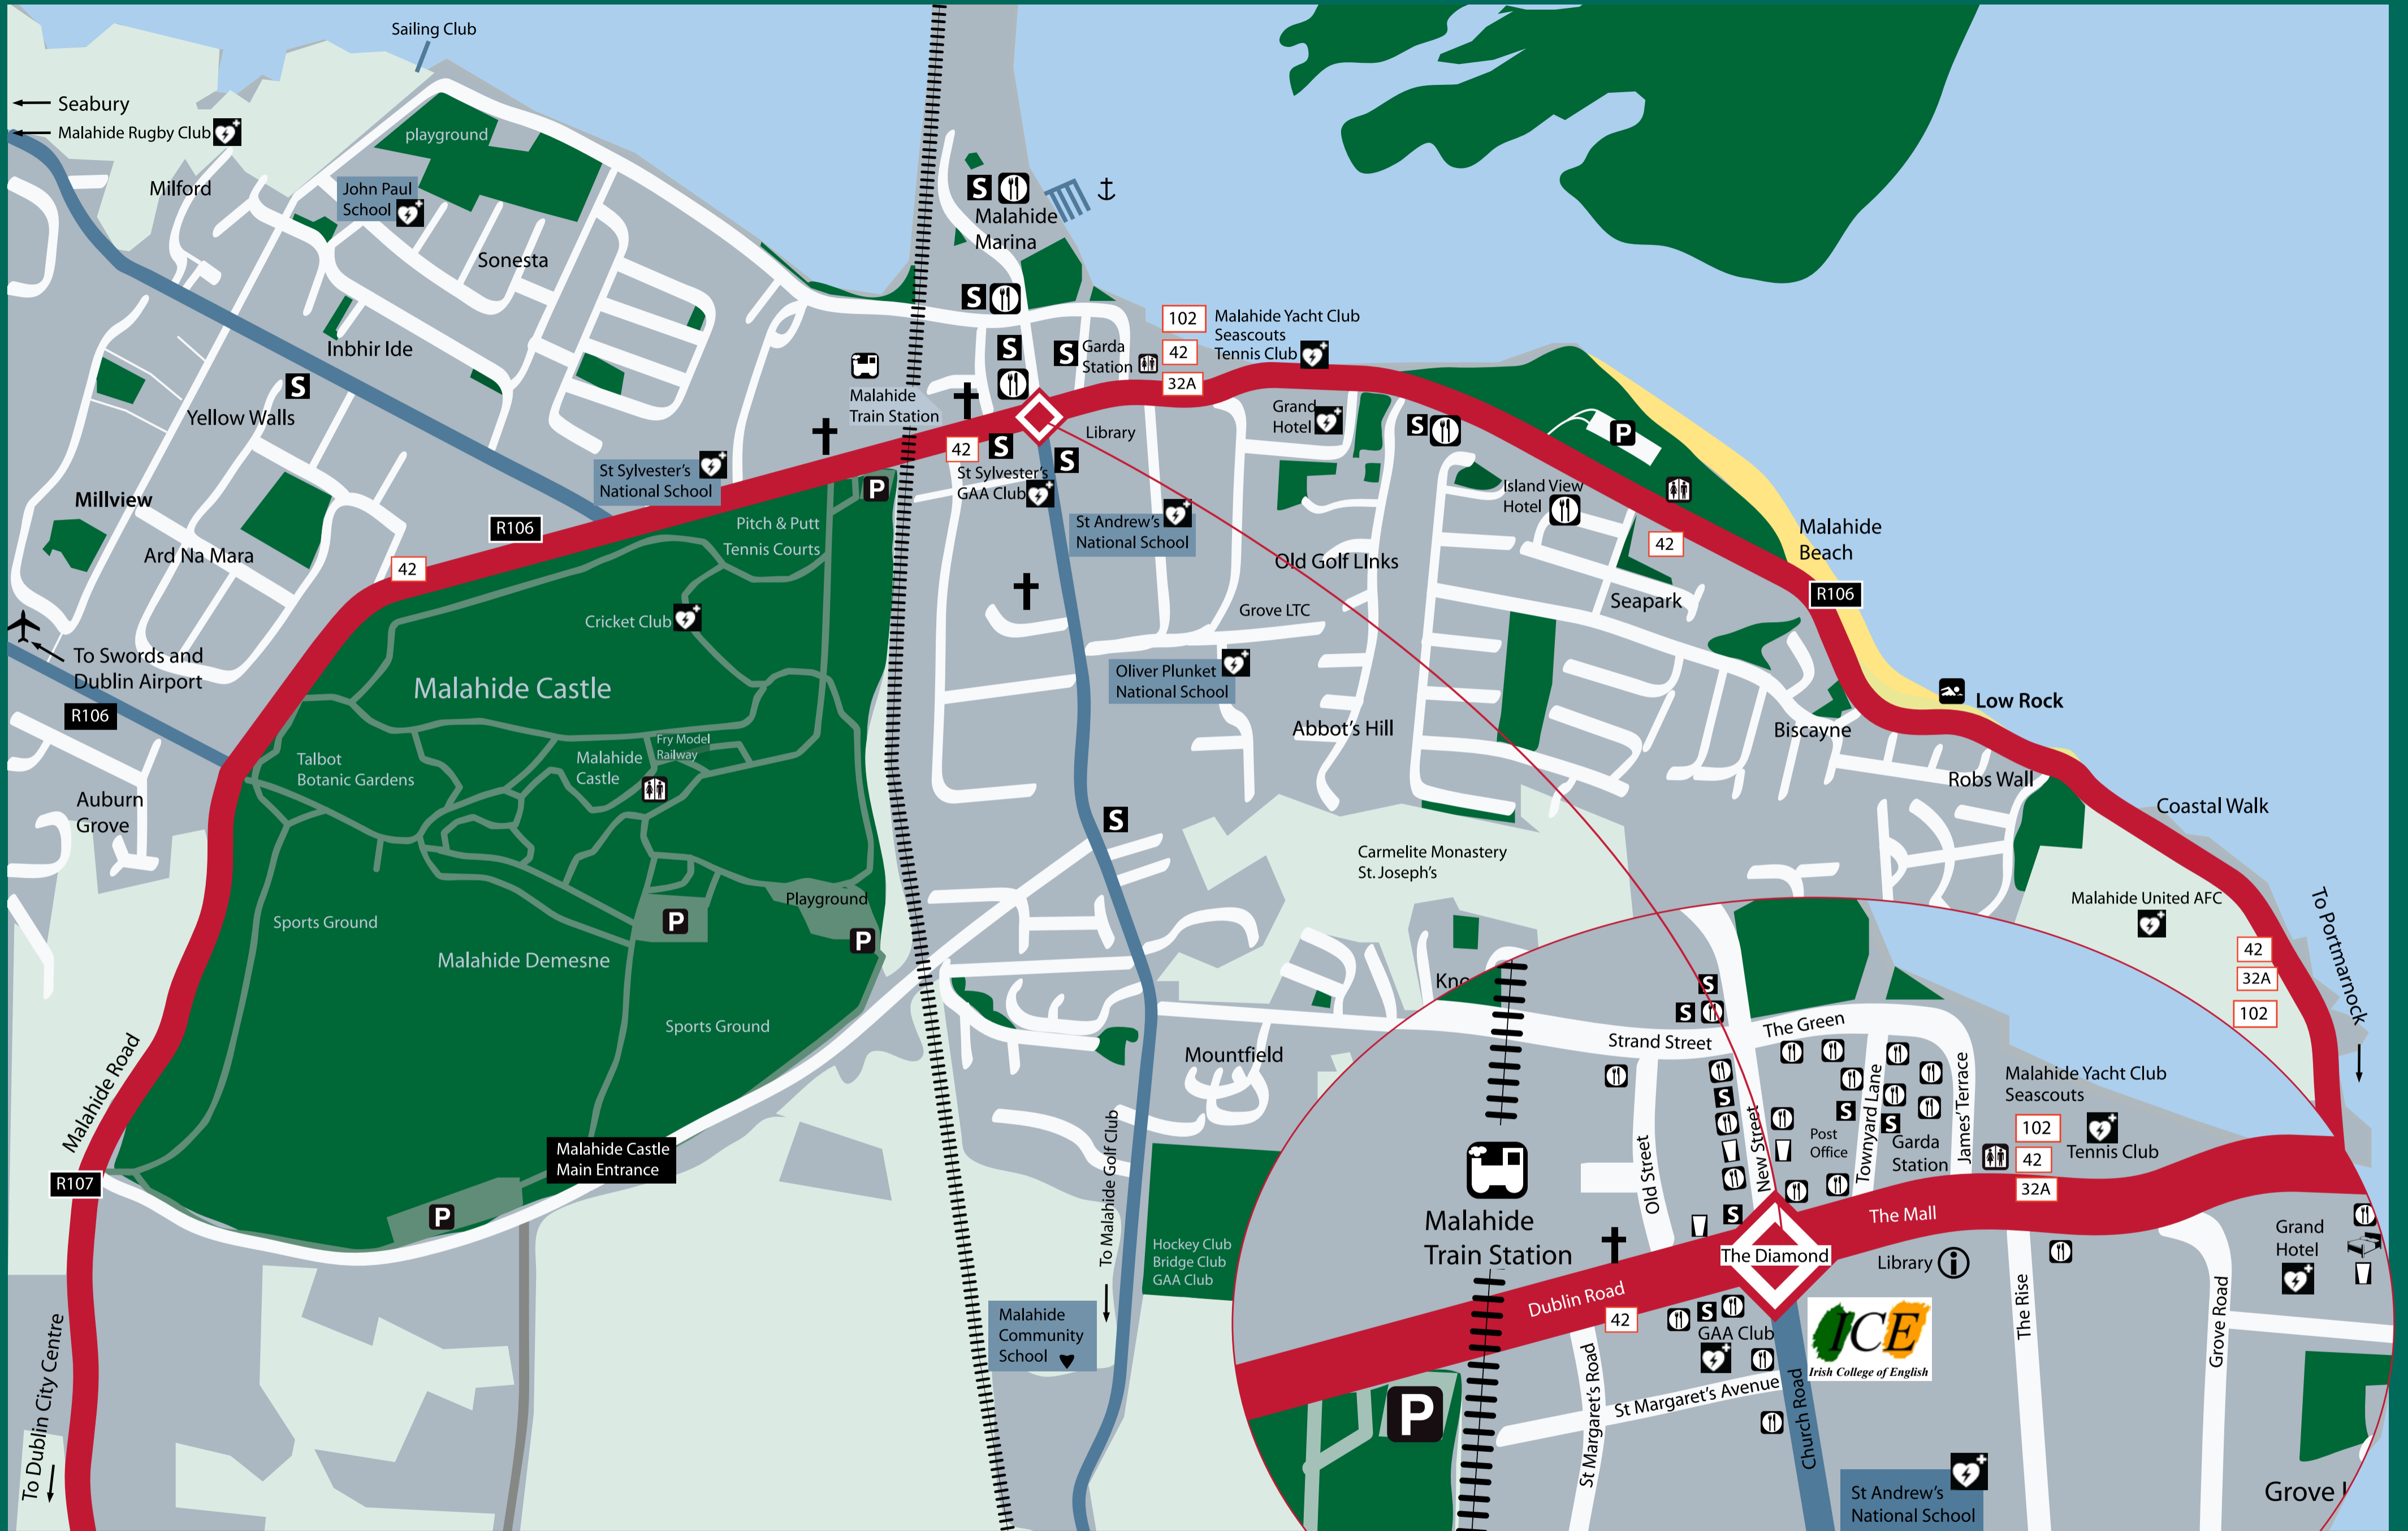 Sailing Club
Seabury
Malahide Rugby Club
playground
Milford
John Paul
School
Sonesta
Malahide
Marina
Inbhir Ide
Yellow Walls
Millview
Ard Na Mara
Malahide
Train Station
S
S
S
S
S
S
S
S
S
S
Garda
Station
102
42
32A
Malahide Yacht Club
Seascouts
Tennis Club
Library
Grand
Hotel
P
42
St Sylvester's
GAA Club
St Sylvester's
National School
P
R106
42
Pitch & Putt
Tennis Courts
St Andrew's
National School
Island View
Hotel
42
Malahide
Beach
R106
Old Golf LInks
Seapark
Grove LTC
Cricket Club
Oliver Plunket
National School
To Swords and
Dublin Airport
R106
Malahide Castle
Low Rock
Biscayne
Abbot's Hill
Robs Wall
Coastal Walk
Fry Model
Railway
Malahide
Castle
Talbot
Botanic Gardens
Auburn
Grove
Carmelite Monastery
St. Joseph's
Malahide United AFC
Playground
P
P
Sports Ground
Malahide Demesne
Sports Ground
42
32A
102
To Portmarnock
Mountfield
Malahide Road
R107
P
Malahide Castle
Main Entrance
To Malahide Golf Club
Hockey Club
Bridge Club
GAA Club
Malahide
Community
School
To Dublin City Centre
Kno
S
S
Strand Street
The Green
S
S
S
Old Street
New Street
Post
Office
Townyard Lane
Garda
Station
James' Terrace
Malahide Yacht Club
Seascouts
102
42
32A
Tennis Club
Malahide
Train Station
S
The Mall
The Diamond
Library
i
Grand
Hotel
Dublin Road
42
S
GAA Club
ICE
Irish College of English
The Rise
Grove Road
P
St Margaret's Road
St Margaret's Avenue
Church Road
St Andrew's
National School
Grove